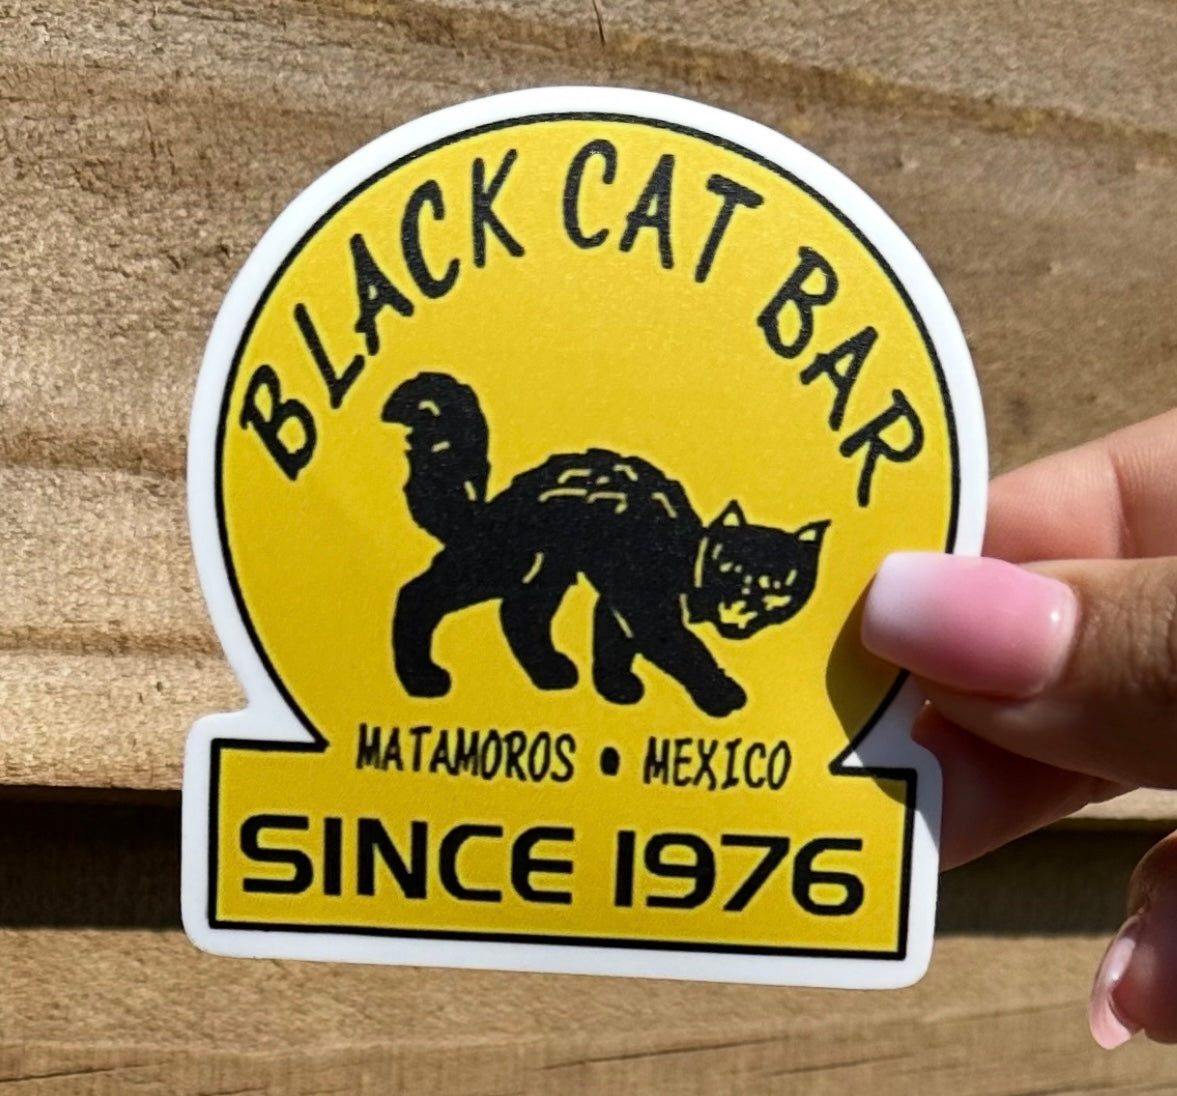 BLACK CAT BAR
MATAMOROS • MEXICO
SINCE 1976